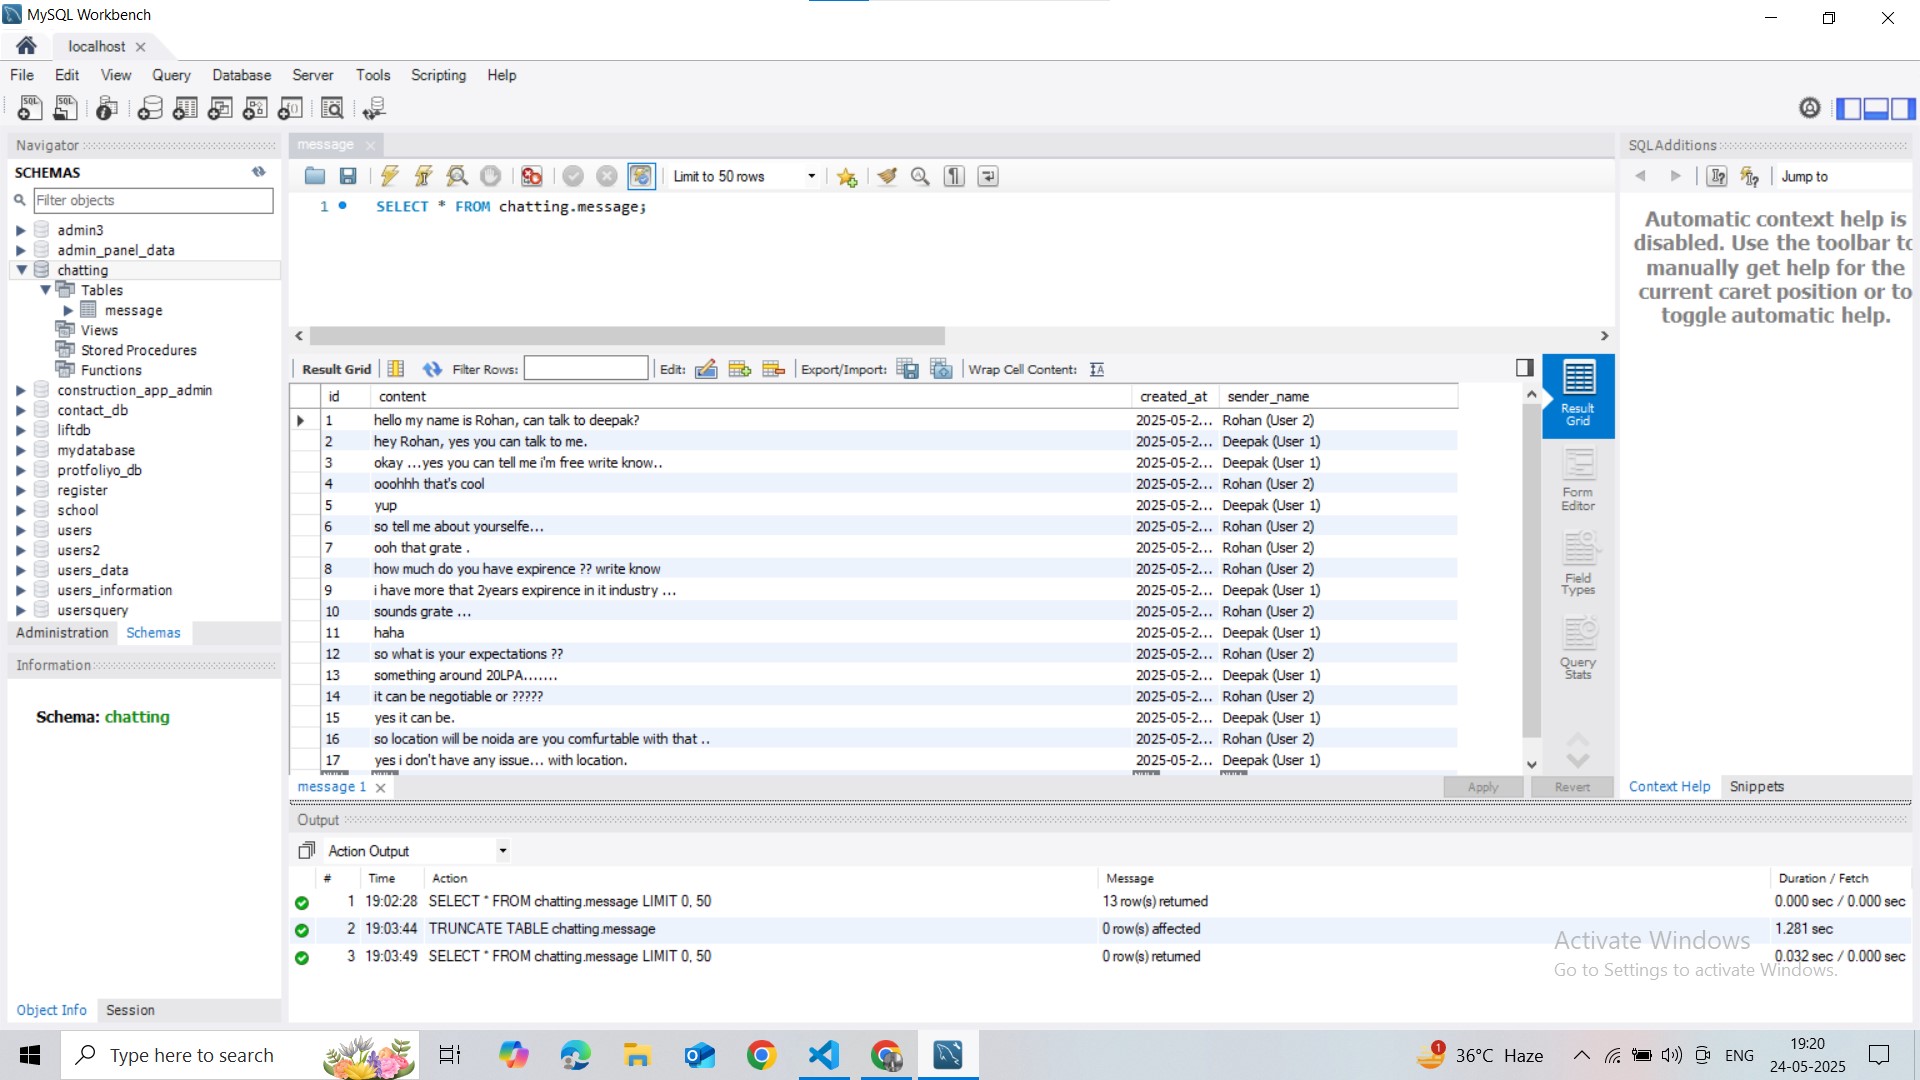 MySQL Workbench
localhost
File Edit View Query Database Server Tools Scripting Help
Navigator
SCHEMAS
Filter objects
admin3
admin_panel_data
chatting
Tables
message
Views
Stored Procedures
Functions
construction_app_admin
contact_db
liftdb
mydatabase
protfoliyo_db
register
school
users
users2
users_data
users_information
usersquery
Administration Schemas
Information
Schema: chatting
Object Info Session
message
Limit to 50 rows
1 SELECT * FROM chatting.message;
Result Grid Filter Rows: Edit: Export/Import: Wrap Cell Content:
id content created_at sender_name
1 hello my name is Rohan, can talk to deepak? 2025-05-2... Rohan (User 2)
2 hey Rohan, yes you can talk to me. 2025-05-2... Deepak (User 1)
3 okay ...yes you can tell me i'm free write know.. 2025-05-2... Deepak (User 1)
4 ooohhh that's cool 2025-05-2... Rohan (User 2)
5 yup 2025-05-2... Deepak (User 1)
6 so tell me about yourselfe... 2025-05-2... Rohan (User 2)
7 ooh that grate . 2025-05-2... Rohan (User 2)
8 how much do you have expirence ?? write know 2025-05-2... Rohan (User 2)
9 i have more that 2years expirence in it industry ... 2025-05-2... Deepak (User 1)
10 sounds grate ... 2025-05-2... Rohan (User 2)
11 haha 2025-05-2... Deepak (User 1)
12 so what is your expectations ?? 2025-05-2... Rohan (User 2)
13 something around 20LPA....... 2025-05-2... Deepak (User 1)
14 it can be negotiable or ????? 2025-05-2... Rohan (User 2)
15 yes it can be. 2025-05-2... Deepak (User 1)
16 so location will be noida are you comfurtable with that .. 2025-05-2... Rohan (User 2)
17 yes i don't have any issue... with location. 2025-05-2... Deepak (User 1)
Result
Grid
Form
Editor
Field
Types
Query
Stats
message 1 Apply Revert
SQLAdditions
Jump to
Automatic context help is
disabled. Use the toolbar to
manually get help for the
current caret position or to
toggle automatic help.
Context Help Snippets
Output
Action Output
# Time Action Message Duration / Fetch
1 19:02:28 SELECT * FROM chatting.message LIMIT 0, 50 13 row(s) returned 0.000 sec / 0.000 sec
2 19:03:44 TRUNCATE TABLE chatting.message 0 row(s) affected 1.281 sec
3 19:03:49 SELECT * FROM chatting.message LIMIT 0, 50 0 row(s) returned 0.032 sec / 0.000 sec
Activate Windows
Go to Settings to activate Windows.
Type here to search
1
36°C Haze
ENG
19:20
24-05-2025